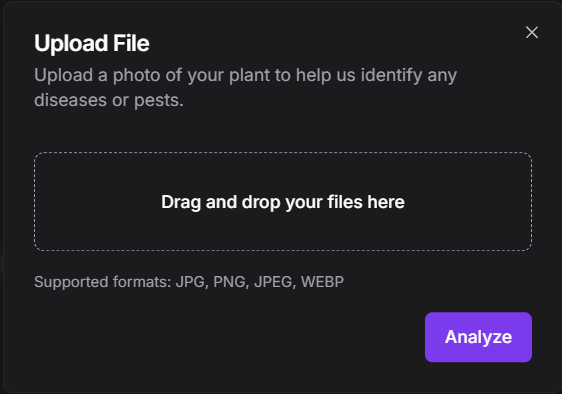 Upload File
Upload a photo of your plant to help us identify any
diseases or pests.
Drag and drop your files here
Supported formats: JPG, PNG, JPEG, WEBP
Analyze